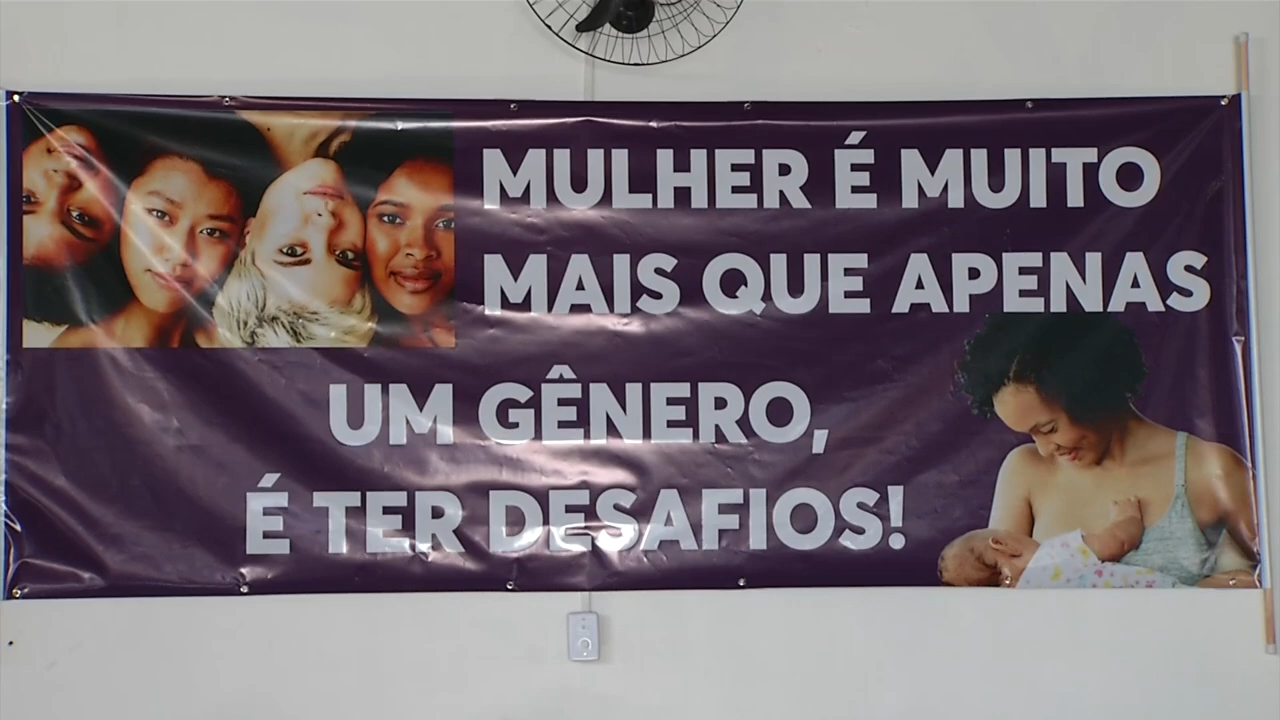 MULHER É MUITO
MAIS QUE APENAS
UM GÊNERO,
É TER DESAFIOS!